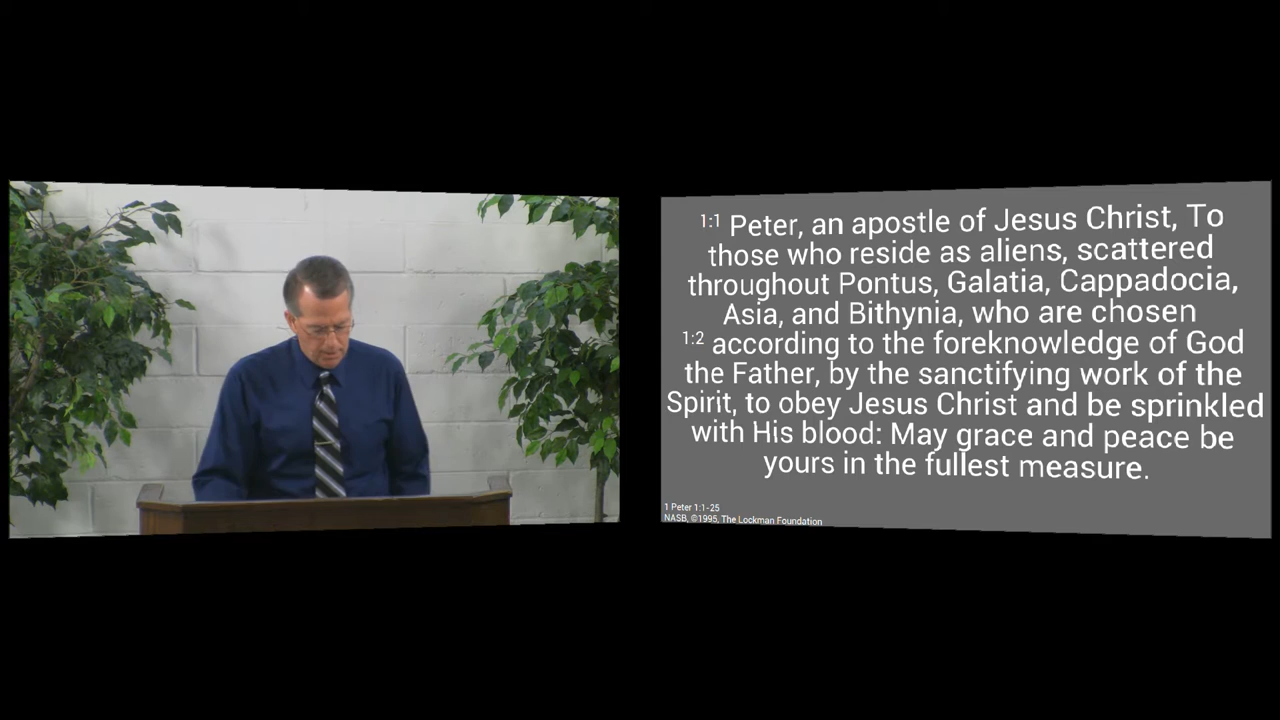 1:1 Peter, an apostle of Jesus Christ, To
those who reside as aliens, scattered
throughout Pontus, Galatia, Cappadocia,
Asia, and Bithynia, who are chosen
1:2 according to the foreknowledge of God
the Father, by the sanctifying work of the
Spirit, to obey Jesus Christ and be sprinkled
with His blood: May grace and peace be
yours in the fullest measure.
1 Peter 1:1-25
NASB, ©1995, The Lockman Foundation